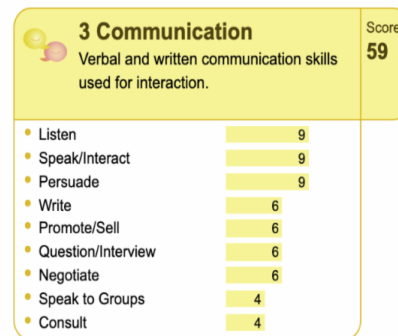 3 Communication
Verbal and written communication skills
used for interaction.
Score
59
Listen 9
Speak/Interact 9
Persuade 9
Write 6
Promote/Sell 6
Question/Interview 6
Negotiate 6
Speak to Groups 4
Consult 4